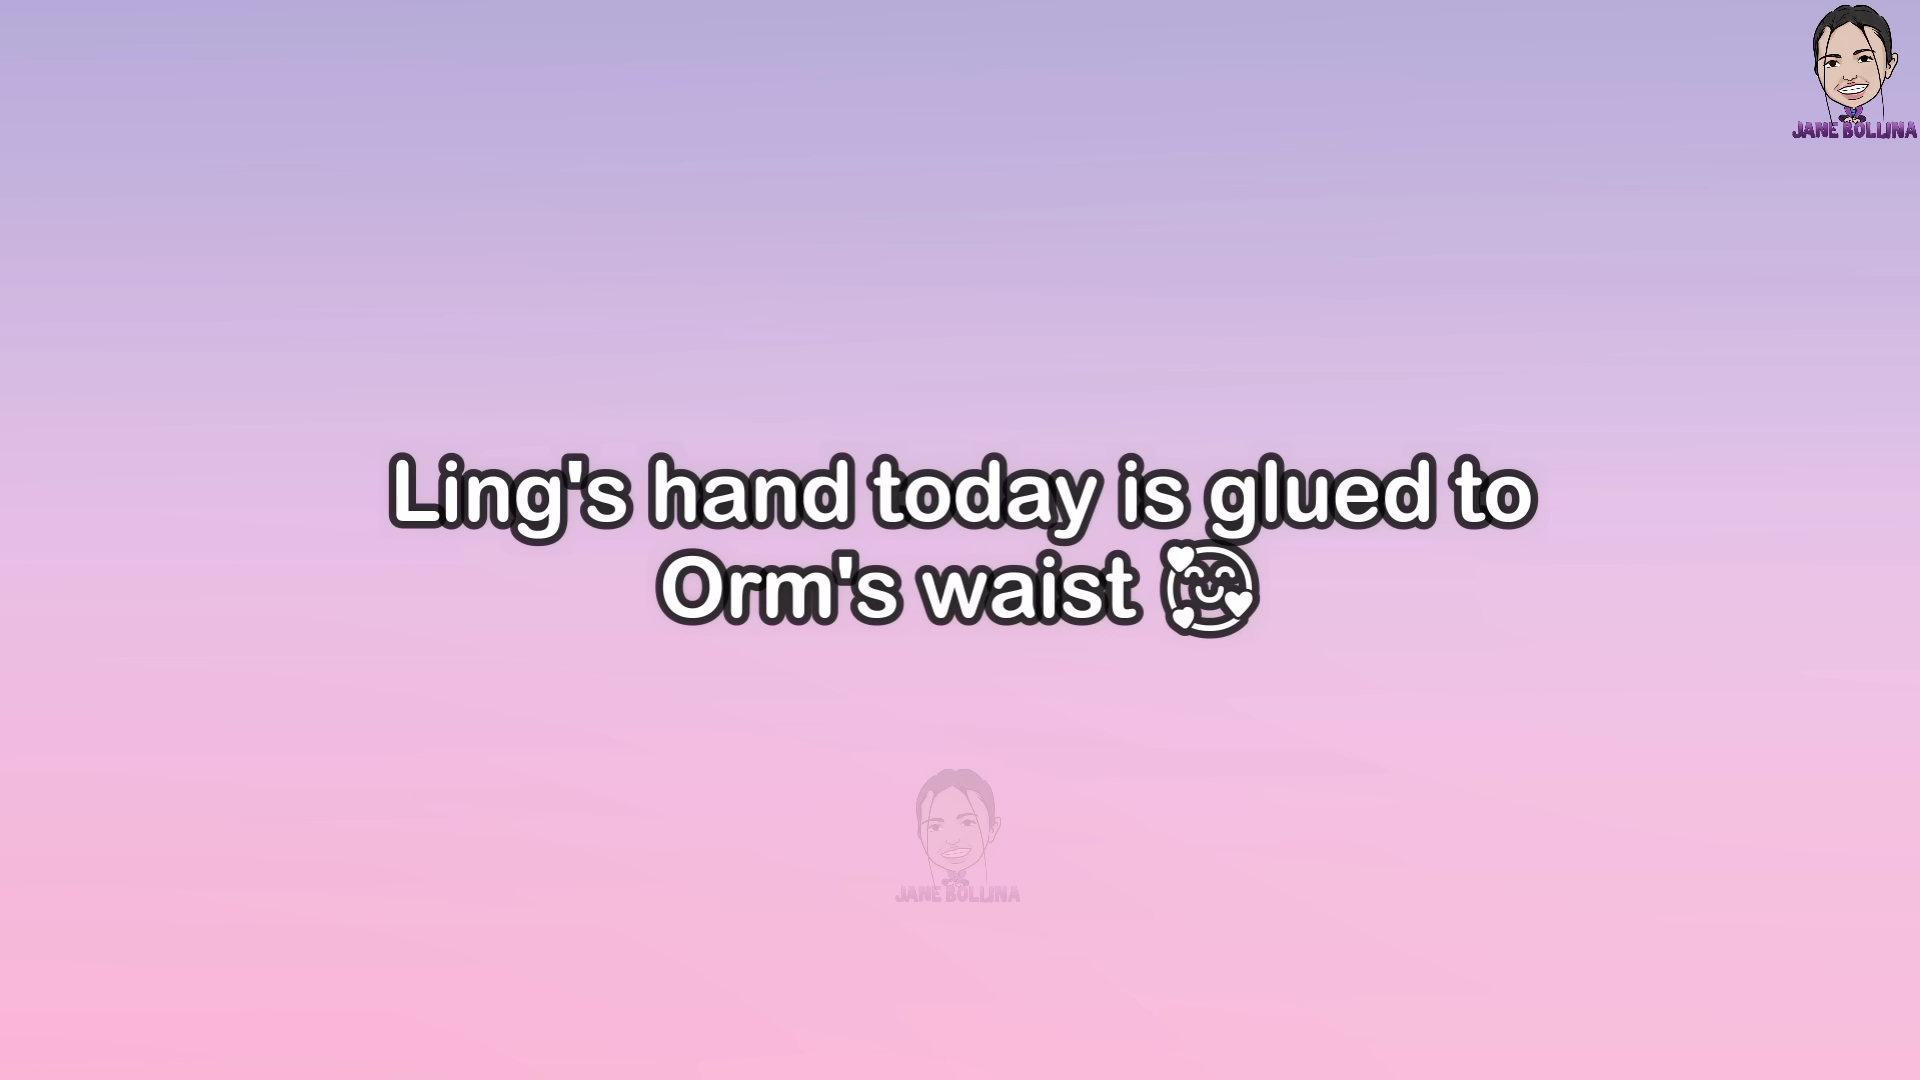 JANE BOLLINA
Ling's hand today is glued to
Orm's waist 🥰
JANE BOLLINA